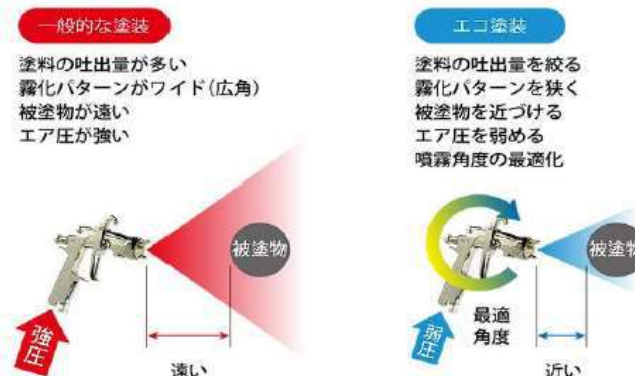 一般的な塗装
塗料の吐出量が多い
霧化パターンがワイド(広角)
被塗物が遠い
エア圧が強い
被塗物
強圧
遠い
エコ塗装
塗料の吐出量を絞る
霧化パターンを狭く
被塗物を近づける
エア圧を弱める
噴霧角度の最適化
被塗物
最適
角度
弱圧
近い